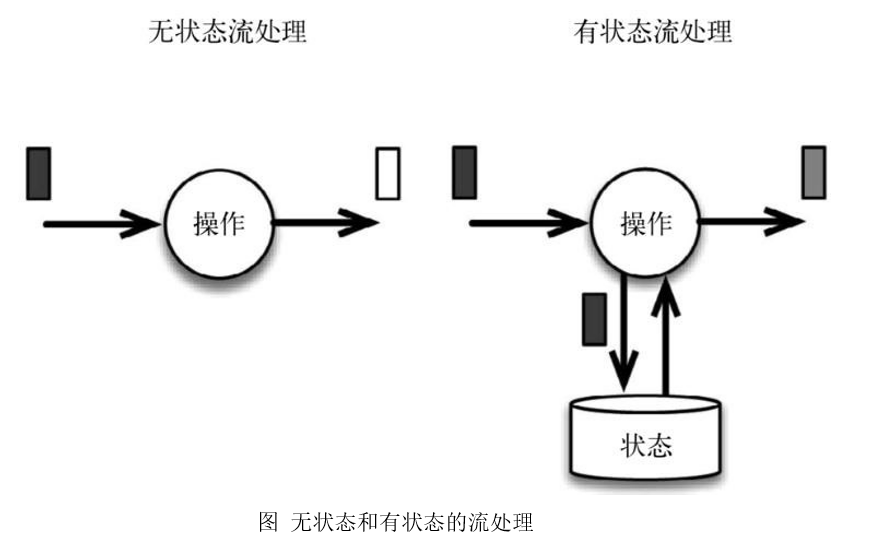 无状态流处理
有状态流处理
操作
操作
状态
图 无状态和有状态的流处理